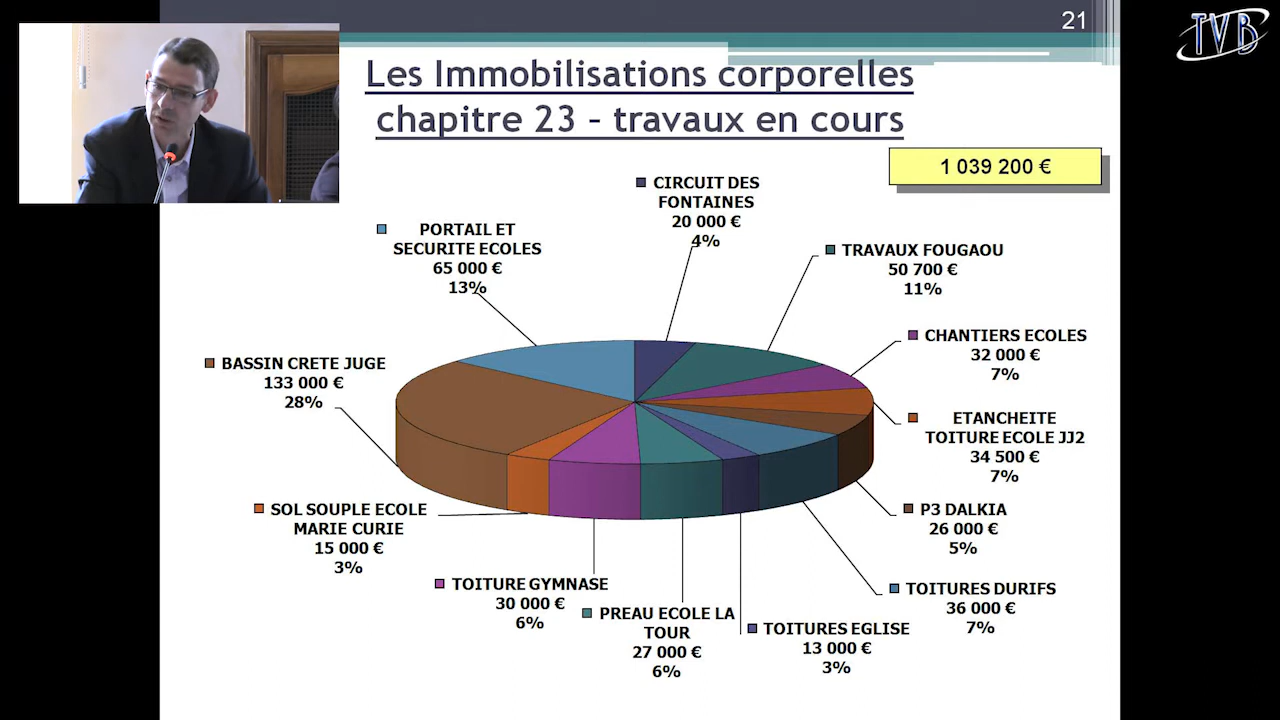 21
TVB
Les Immobilisations corporelles
chapitre 23 - travaux en cours
1 039 200 €
CIRCUIT DES
FONTAINES
20 000 €
4%
PORTAIL ET
SECURITE ECOLES
65 000 €
13%
TRAVAUX FOUGAOU
50 700 €
11%
CHANTIERS ECOLES
32 000 €
7%
BASSIN CRETE JUGE
133 000 €
28%
ETANCHEITE
TOITURE ECOLE JJ2
34 500 €
7%
SOL SOUPLE ECOLE
MARIE CURIE
15 000 €
3%
P3 DALKIA
26 000 €
5%
TOITURE GYMNASE
30 000 €
6%
PREAU ECOLE LA
TOUR
27 000 €
6%
TOITURES EGLISE
13 000 €
3%
TOITURES DURIFS
36 000 €
7%